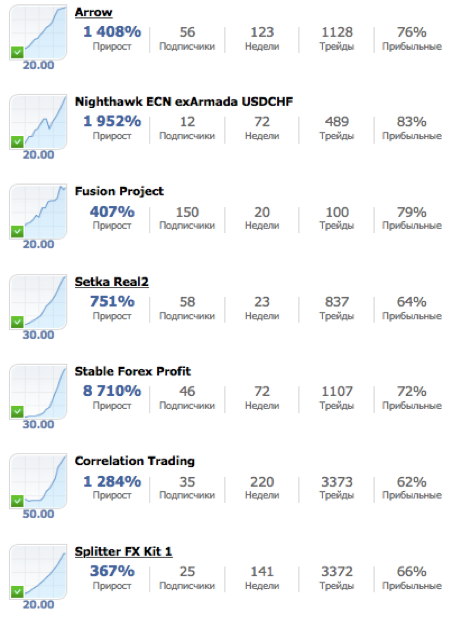 Arrow
1 408% 56 123 1128 76%
Прирост Подписчики Недели Трейды Прибыльные
20.00
Nighthawk ECN exArmada USDCHF
1 952% 12 72 489 83%
Прирост Подписчики Недели Трейды Прибыльные
20.00
Fusion Project
407% 150 20 100 79%
Прирост Подписчики Недели Трейды Прибыльные
20.00
Setka Real2
751% 58 23 837 64%
Прирост Подписчики Недели Трейды Прибыльные
30.00
Stable Forex Profit
8 710% 46 72 1107 72%
Прирост Подписчики Недели Трейды Прибыльные
30.00
Correlation Trading
1 284% 35 220 3373 62%
Прирост Подписчики Недели Трейды Прибыльные
50.00
Splitter FX Kit 1
367% 25 141 3372 66%
Прирост Подписчики Недели Трейды Прибыльные
20.00